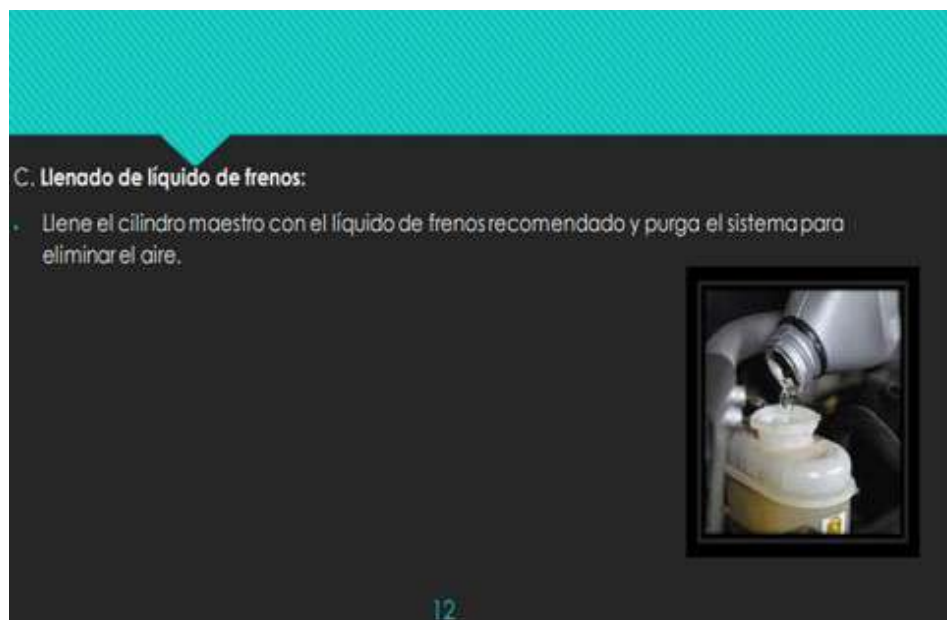 C. Llenado de líquido de frenos:
• Llene el cilindro maestro con el líquido de frenos recomendado y purga el sistema para
eliminar el aire.
12